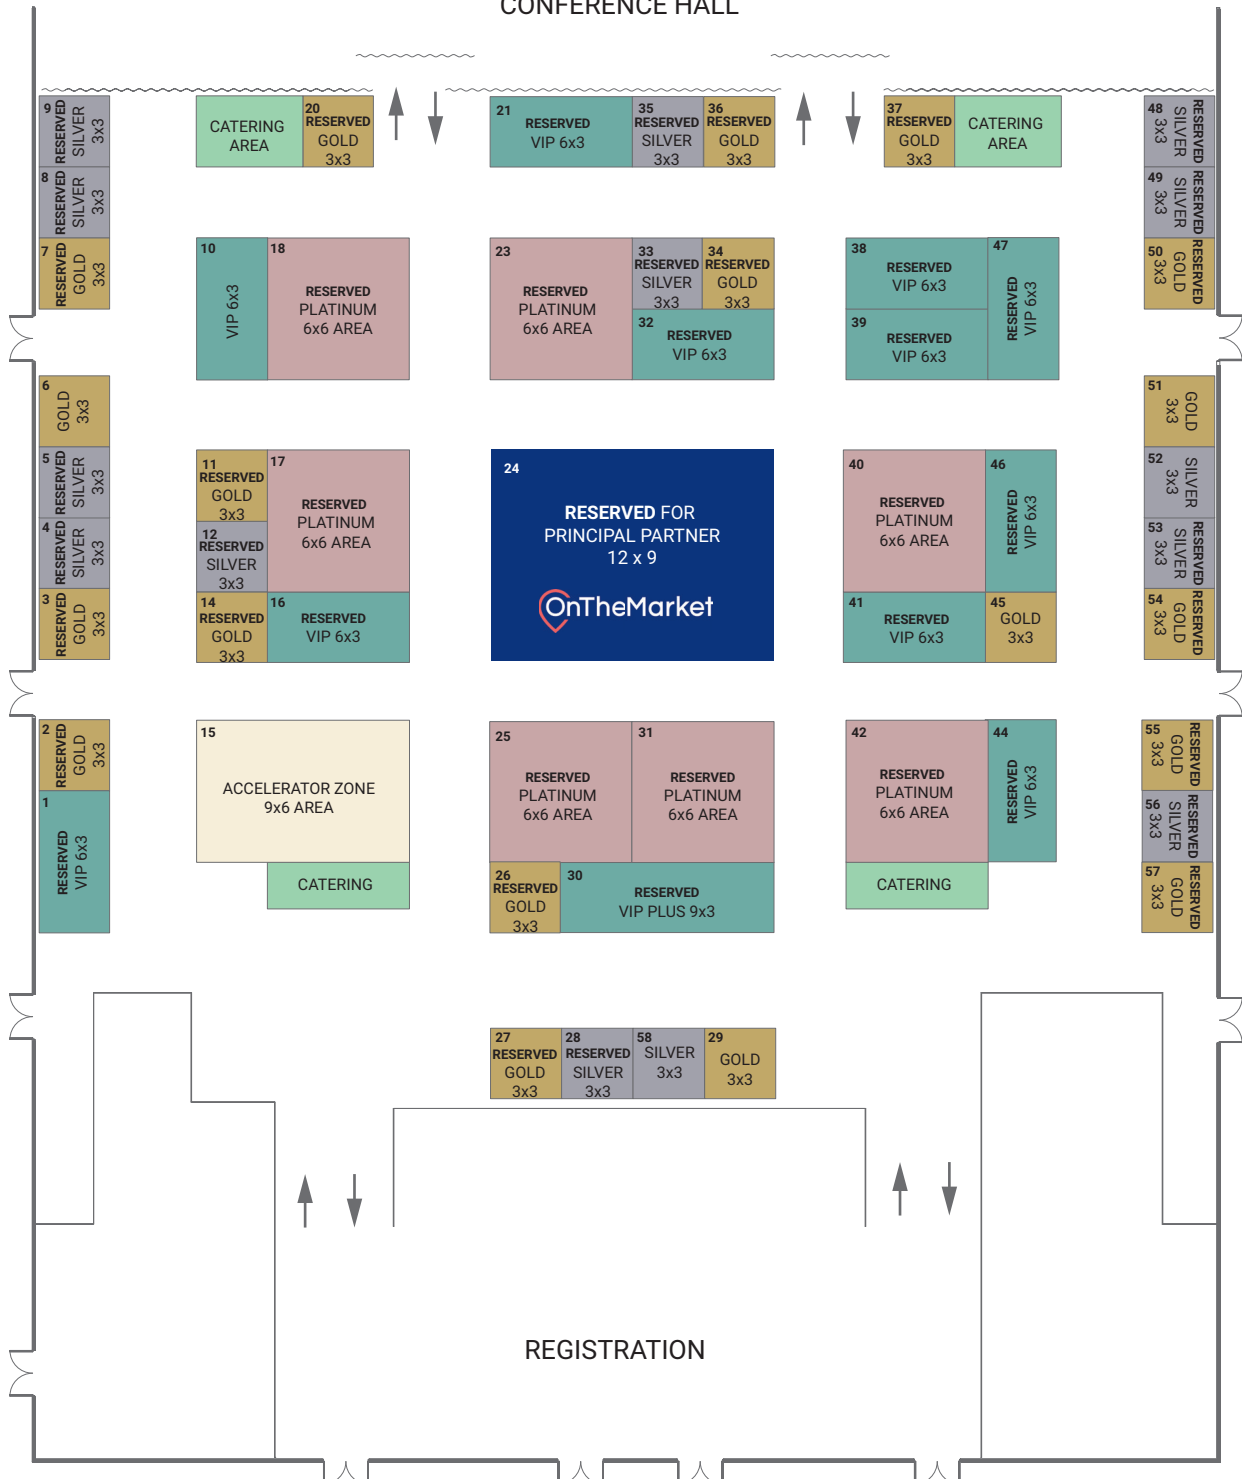 CONFERENCE HALL
9
RESERVED
SILVER
3x3
8
RESERVED
SILVER
3x3
7
RESERVED
GOLD
3x3
CATERING
AREA
20
RESERVED
GOLD
3x3
21
RESERVED
VIP 6x3
35
RESERVED
SILVER
3x3
36
RESERVED
GOLD
3x3
37
RESERVED
GOLD
3x3
CATERING
AREA
48
RESERVED
SILVER
3x3
49
RESERVED
SILVER
3x3
50
RESERVED
GOLD
3x3
10
VIP 6x3
18
RESERVED
PLATINUM
6x6 AREA
23
RESERVED
PLATINUM
6x6 AREA
33
RESERVED
SILVER
3x3
34
RESERVED
GOLD
3x3
32
RESERVED
VIP 6x3
38
RESERVED
VIP 6x3
39
RESERVED
VIP 6x3
47
RESERVED
VIP 6x3
6
GOLD
3x3
5
RESERVED
SILVER
3x3
4
RESERVED
SILVER
3x3
3
RESERVED
GOLD
3x3
11
RESERVED
GOLD
3x3
12
RESERVED
SILVER
3x3
14
RESERVED
GOLD
3x3
17
RESERVED
PLATINUM
6x6 AREA
16
RESERVED
VIP 6x3
24
RESERVED FOR
PRINCIPAL PARTNER
12 x 9
OnTheMarket
40
RESERVED
PLATINUM
6x6 AREA
46
RESERVED
VIP 6x3
41
RESERVED
VIP 6x3
45
GOLD
3x3
51
GOLD
3x3
52
SILVER
3x3
53
RESERVED
SILVER
3x3
54
RESERVED
GOLD
3x3
2
RESERVED
GOLD
3x3
1
RESERVED
VIP 6x3
15
ACCELERATOR ZONE
9x6 AREA
CATERING
25
RESERVED
PLATINUM
6x6 AREA
31
RESERVED
PLATINUM
6x6 AREA
26
RESERVED
GOLD
3x3
30
RESERVED
VIP PLUS 9x3
42
RESERVED
PLATINUM
6x6 AREA
44
RESERVED
VIP 6x3
CATERING
55
RESERVED
GOLD
3x3
56
RESERVED
SILVER
3x3
57
RESERVED
GOLD
3x3
27
RESERVED
GOLD
3x3
28
RESERVED
SILVER
3x3
58
SILVER
3x3
29
GOLD
3x3
REGISTRATION